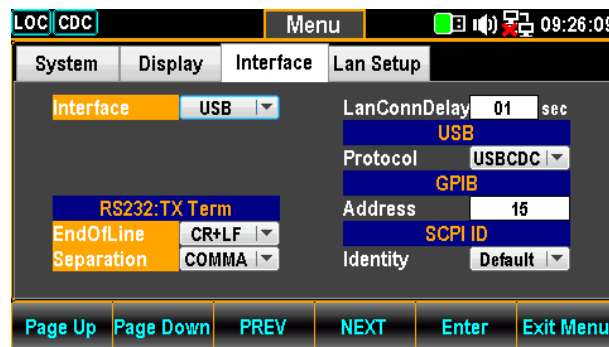 LOC CDC Menu 09:26:09
System Display Interface Lan Setup
Interface USB LanConnDelay 01 sec
USB
Protocol USBCDC
GPIB
RS232:TX Term Address 15
EndOfLine CR+LF SCPI ID
Separation COMMA Identity Default
Page Up Page Down PREV NEXT Enter Exit Menu